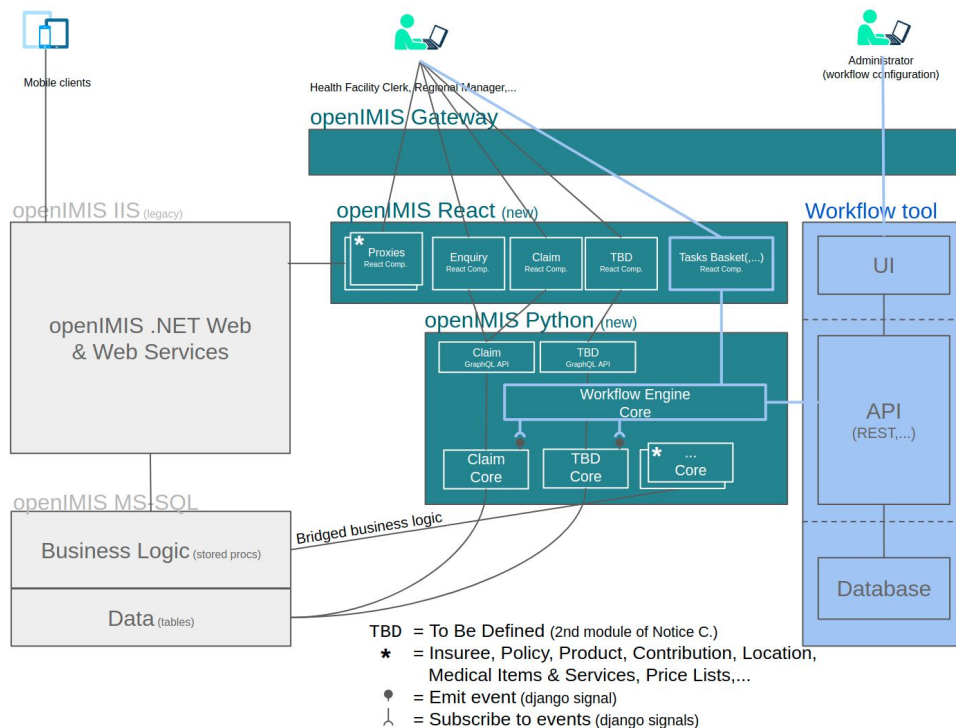 Mobile clients
Health Facility Clerk, Regional Manager,...
Administrator
(workflow configuration)
openIMIS Gateway
openIMIS IIS (legacy)
openIMIS React (new)
Workflow tool
* Proxies
React Comp.
Enquiry
React Comp.
Claim
React Comp.
TBD
React Comp.
Tasks Basket(,...)
React Comp.
UI
openIMIS .NET Web
& Web Services
openIMIS Python (new)
Claim
GraphQL API
TBD
GraphQL API
Workflow Engine
Core
API
(REST,...)
Claim
Core
TBD
Core
* ...
Core
openIMIS MS-SQL
Business Logic (stored procs)
Bridged business logic
Data (tables)
Database
TBD = To Be Defined (2nd module of Notice C.)
* = Insuree, Policy, Product, Contribution, Location,
Medical Items & Services, Price Lists,...
= Emit event (django signal)
= Subscribe to events (django signals)